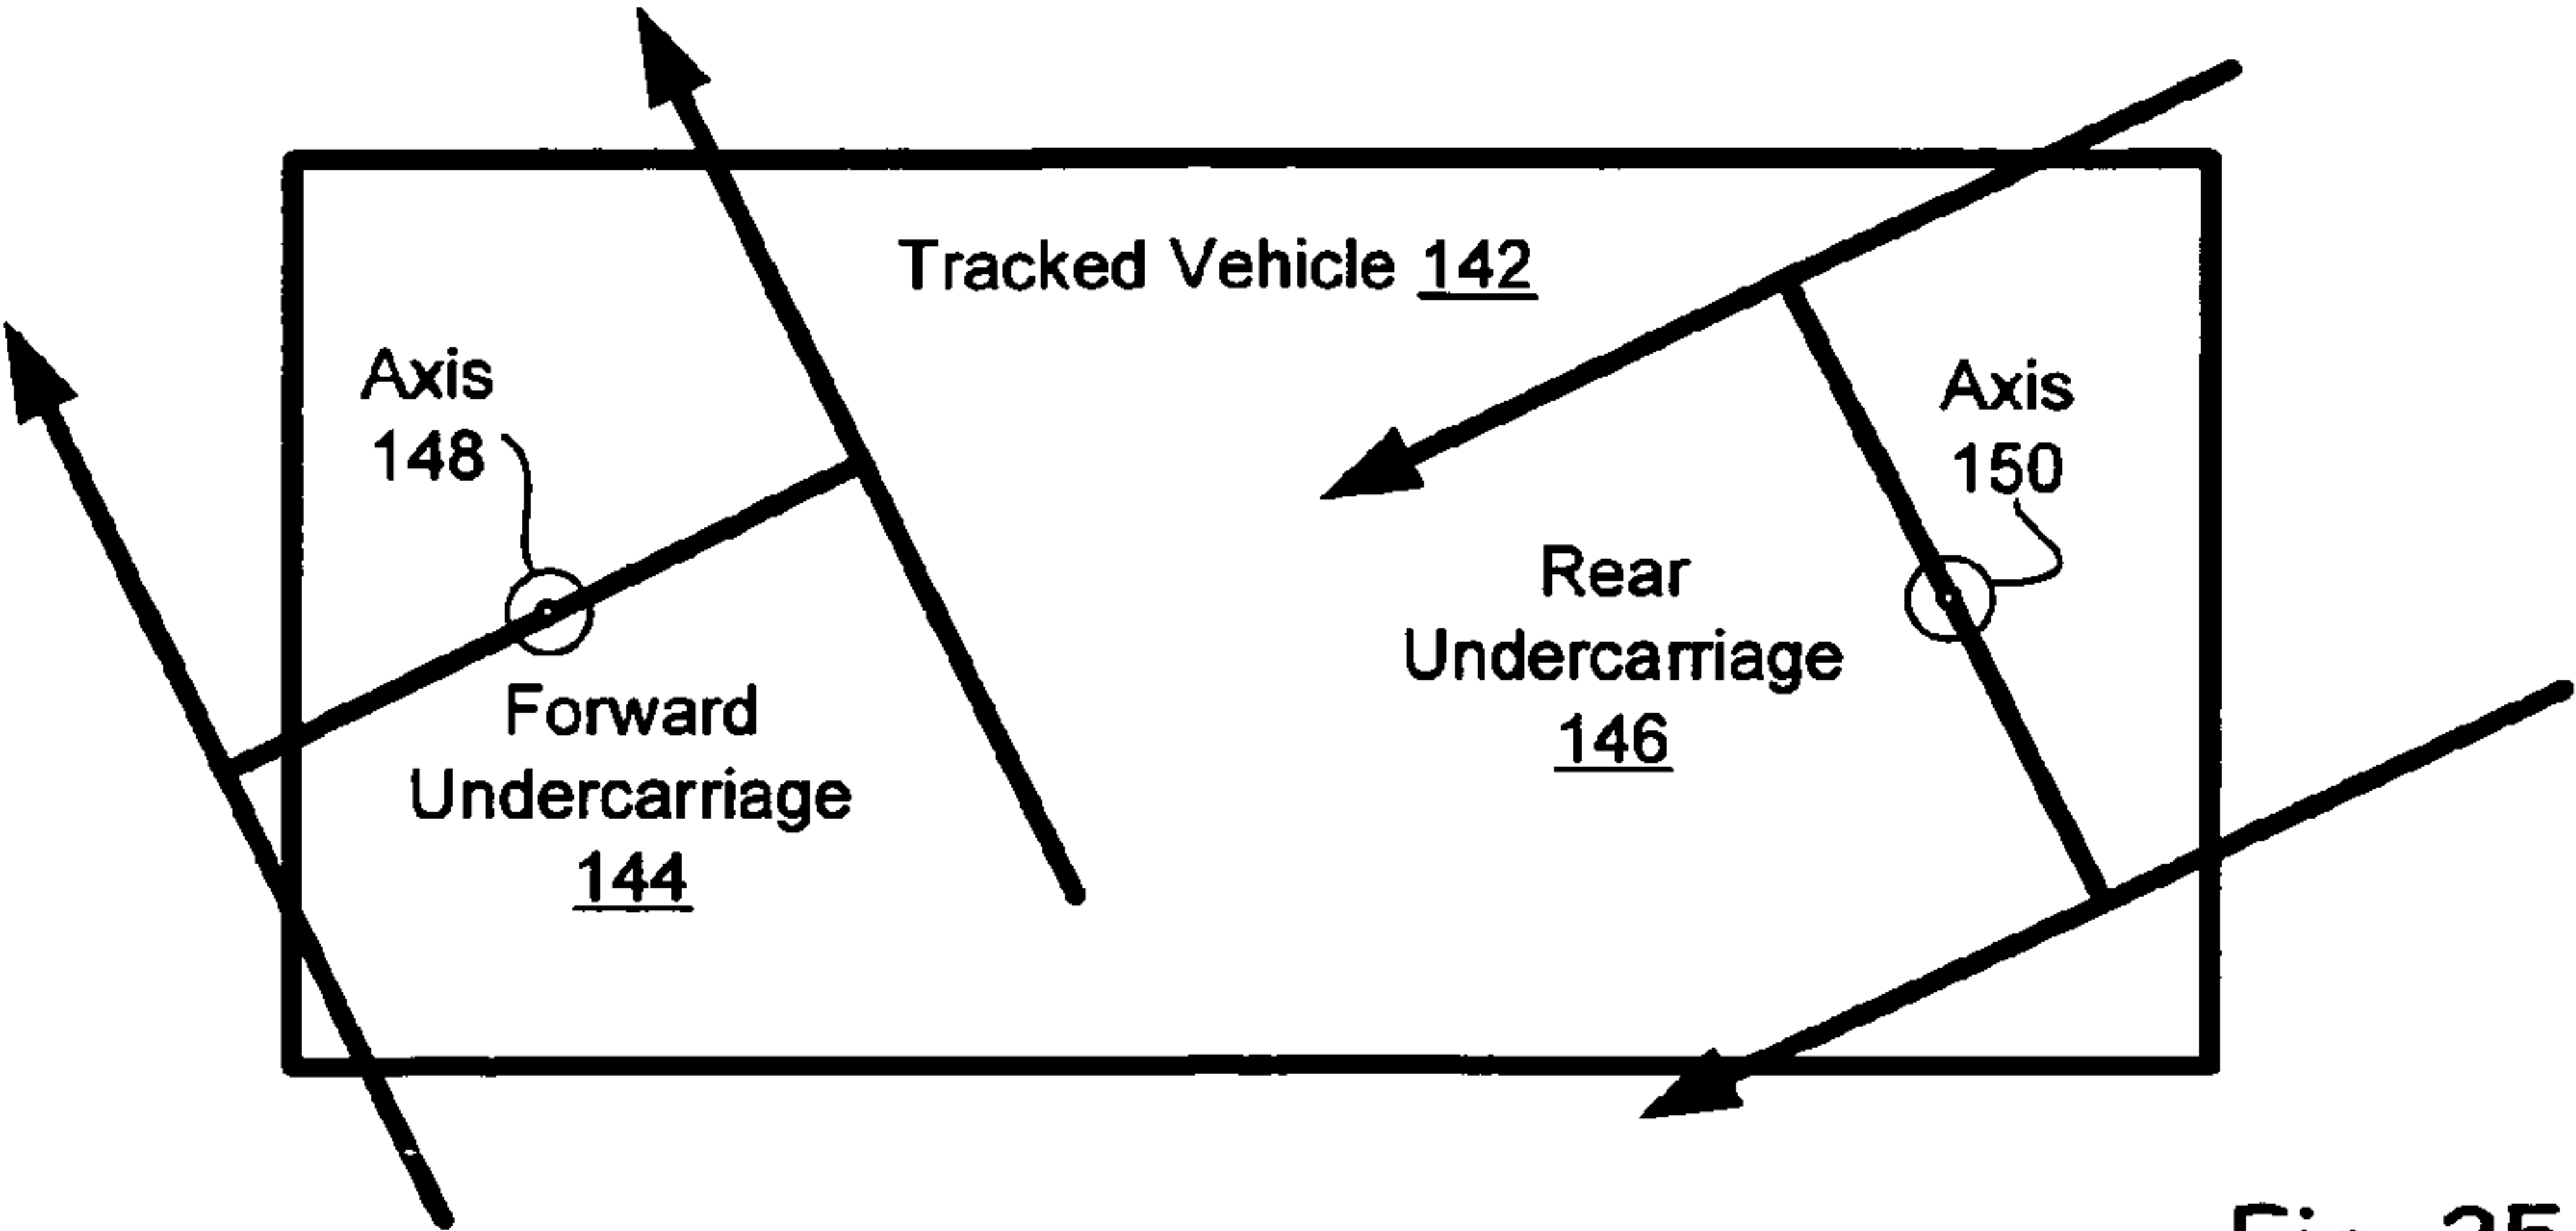 Tracked Vehicle 142
Axis
148
Axis
150
Forward
Undercarriage
144
Rear
Undercarriage
146